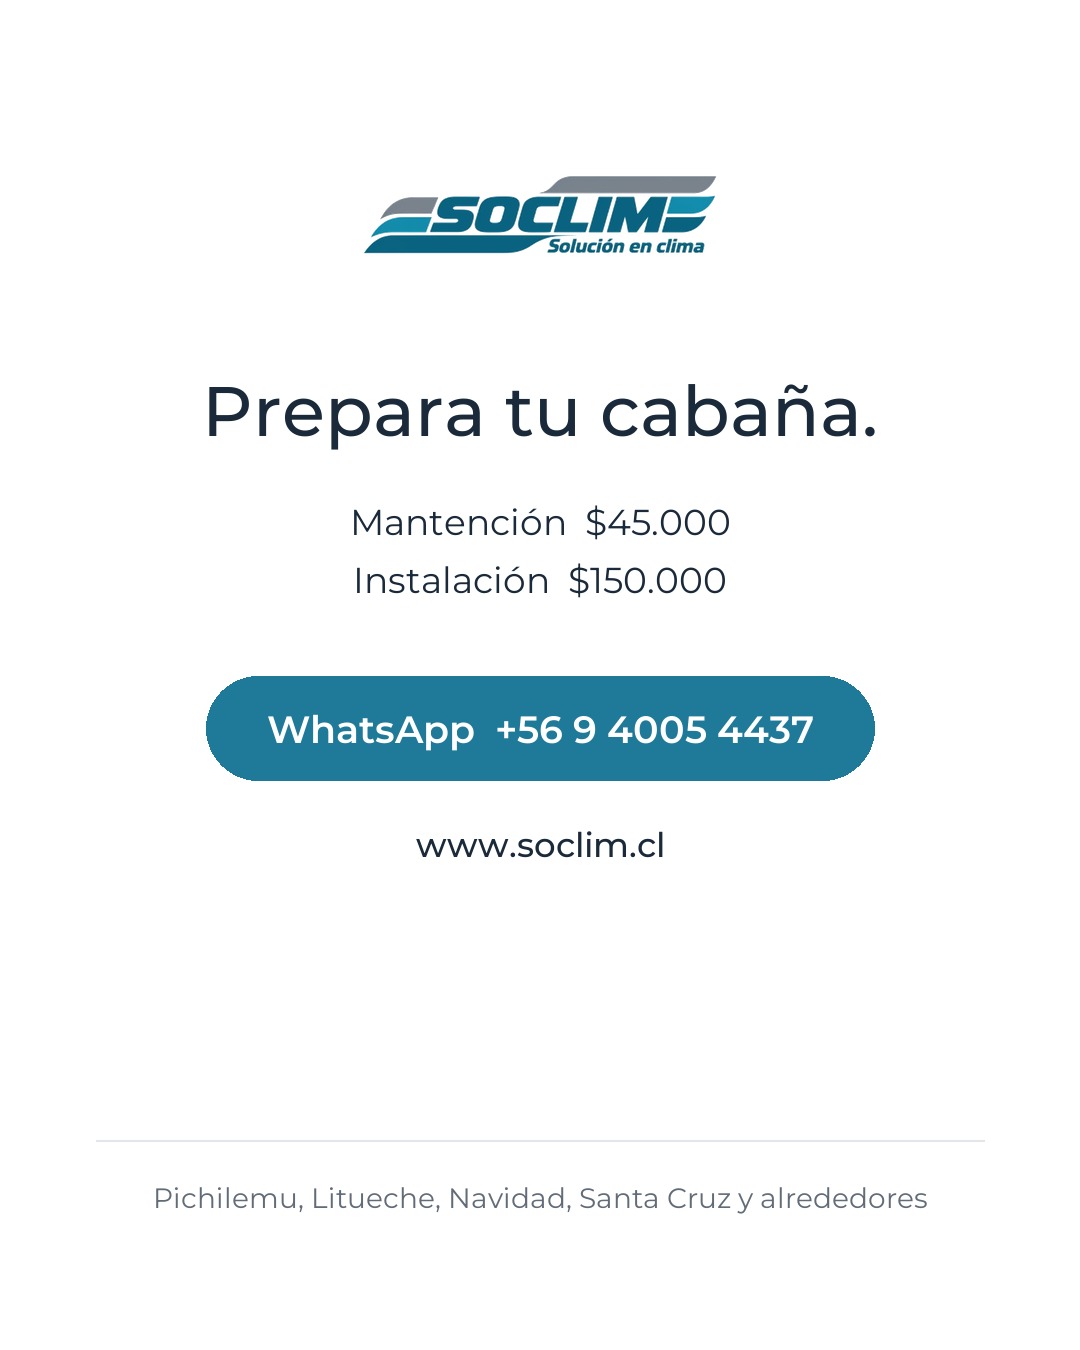 SOCLIM
Solución en clima
Prepara tu cabaña.
Mantención $45.000
Instalación $150.000
WhatsApp +56 9 4005 4437
www.soclim.cl
Pichilemu, Litueche, Navidad, Santa Cruz y alrededores